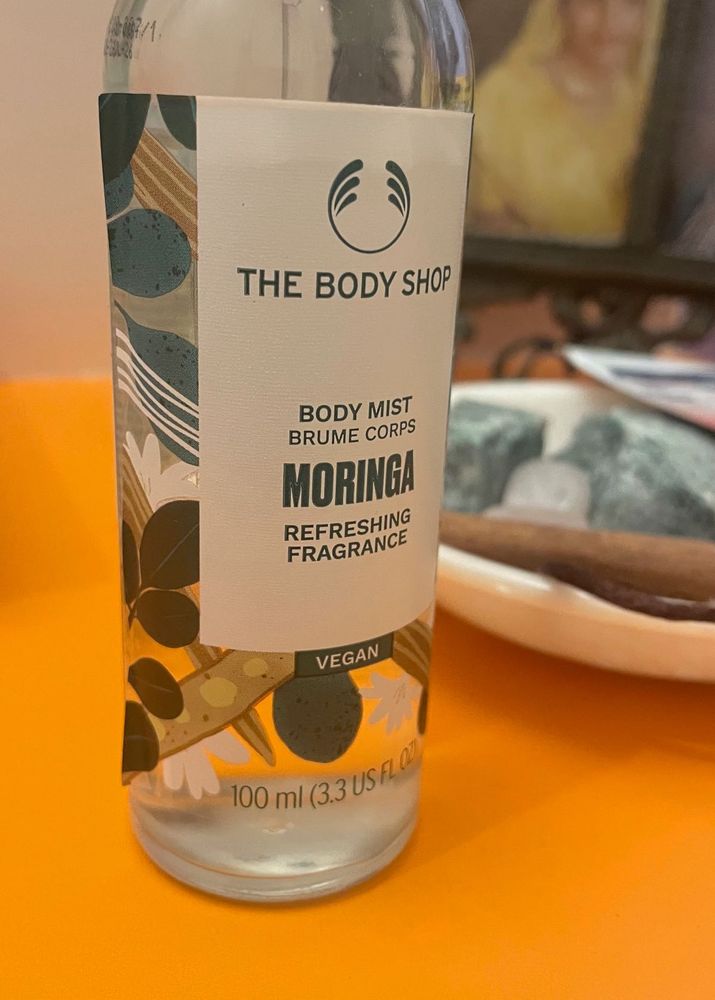 THE BODY SHOP
BODY MIST
BRUME CORPS
MORINGA
REFRESHING
FRAGRANCE
VEGAN
100 ml (3.3 US FL OZ)